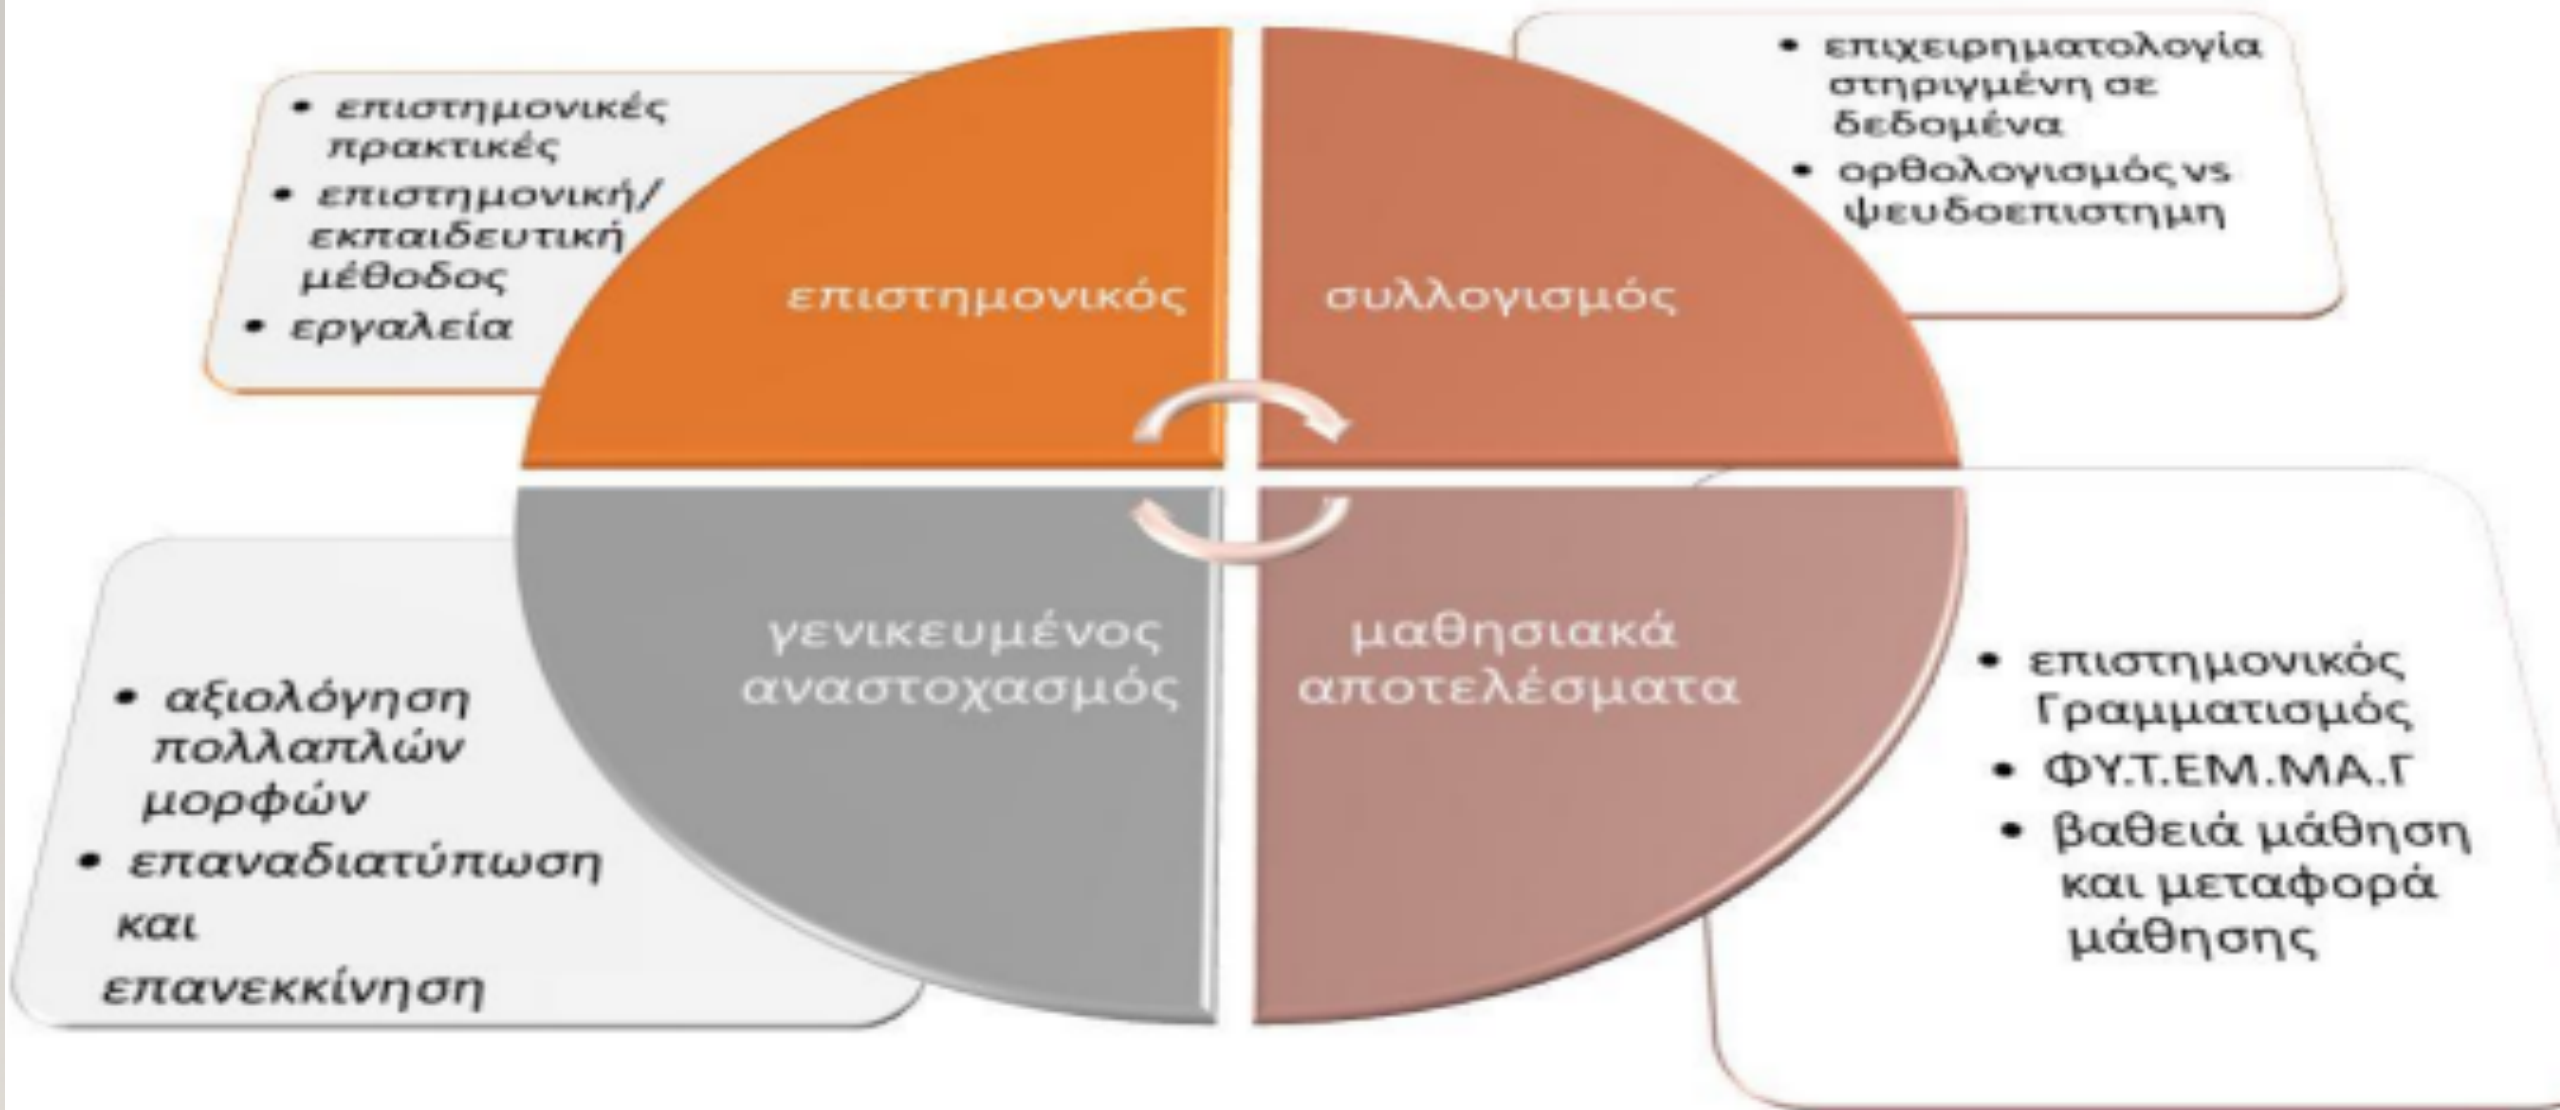 • επιστημονικές
πρακτικές
• επιστημονική/
εκπαιδευτική
μέθοδος
• εργαλεία
επιστημονικός
συλλογισμός
• επιχειρηματολογία
στηριγμένη σε
δεδομένα
• ορθολογισμός vs
ψευδοεπιστημη
• αξιολόγηση
πολλαπλών
μορφών
• επαναδιατύπωση
και
επανεκκίνηση
γενικευμένος
αναστοχασμός
μαθησιακά
αποτελέσματα
• επιστημονικός
Γραμματισμός
• ΦΥ.Τ.ΕΜ.ΜΑ.Γ
• βαθειά μάθηση
και μεταφορά
μάθησης